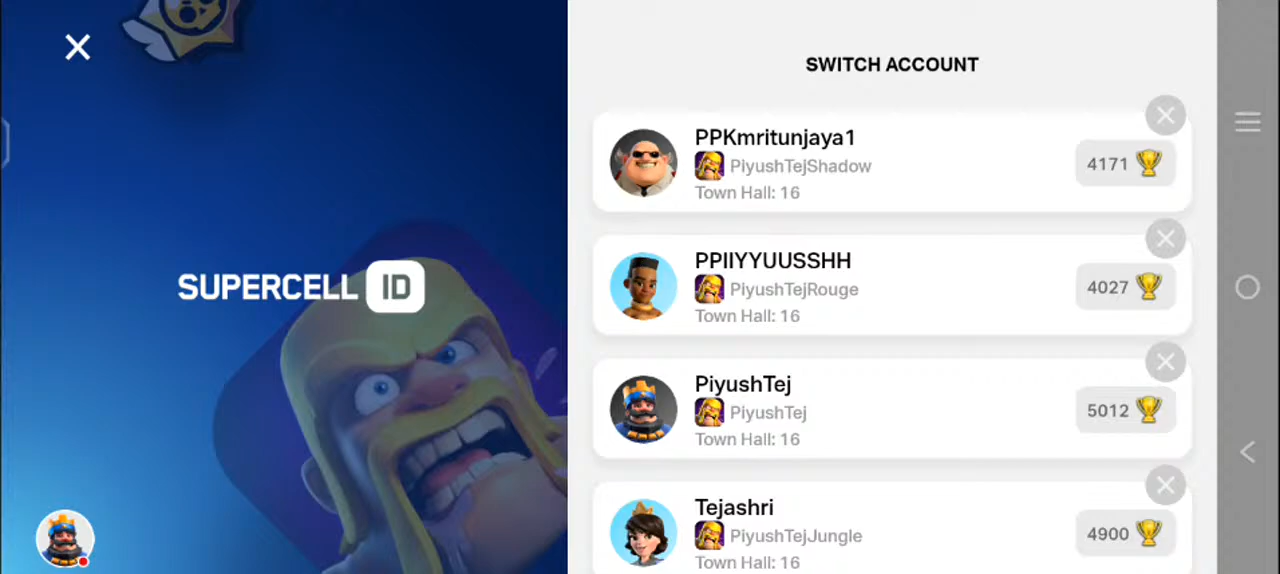 SUPERCELL ID
SWITCH ACCOUNT
PPKmritunjaya1
PiyushTejShadow
Town Hall: 16
4171
PPIIYYUUSSHH
PiyushTejRouge
Town Hall: 16
4027
PiyushTej
PiyushTej
Town Hall: 16
5012
Tejashri
PiyushTejJungle
Town Hall: 16
4900